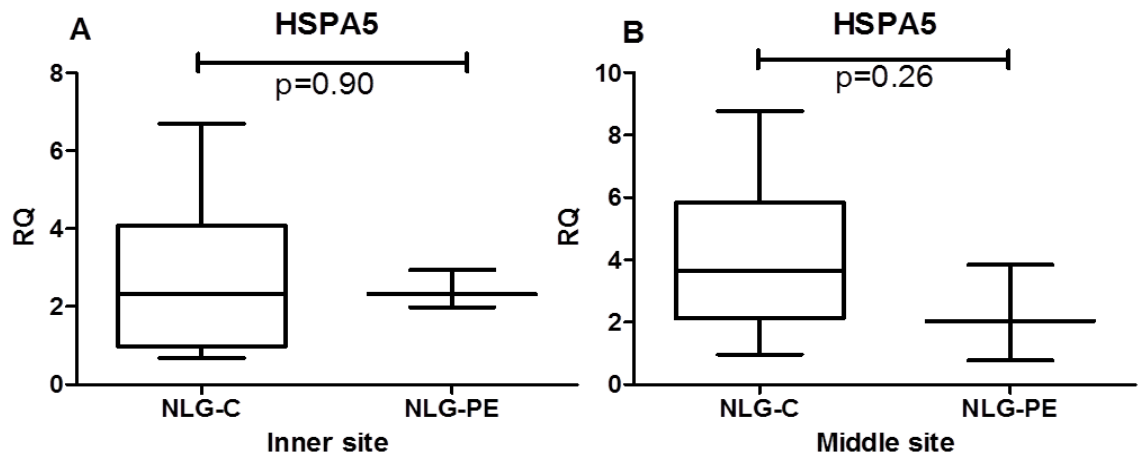 A
HSPA5
p=0.90
8
6
4
2
0
RQ
NLG-C
NLG-PE
Inner site
B
HSPA5
p=0.26
10
8
6
4
2
0
RQ
NLG-C
NLG-PE
Middle site